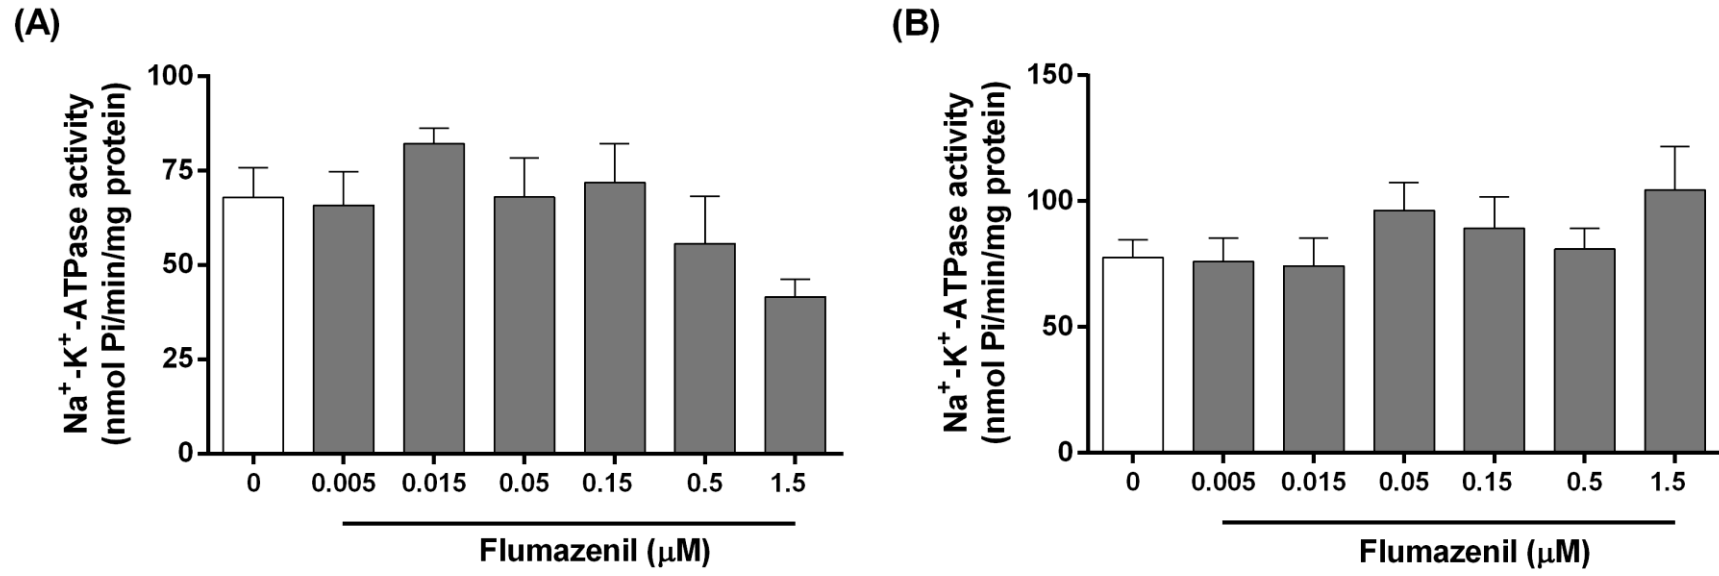 (A)
Na+-K+-ATPase activity
(nmol Pi/min/mg protein)
100
75
50
25
0
0 0.005 0.015 0.05 0.15 0.5 1.5
Flumazenil (μM)
(B)
Na+-K+-ATPase activity
(nmol Pi/min/mg protein)
150
100
50
0
0 0.005 0.015 0.05 0.15 0.5 1.5
Flumazenil (μM)